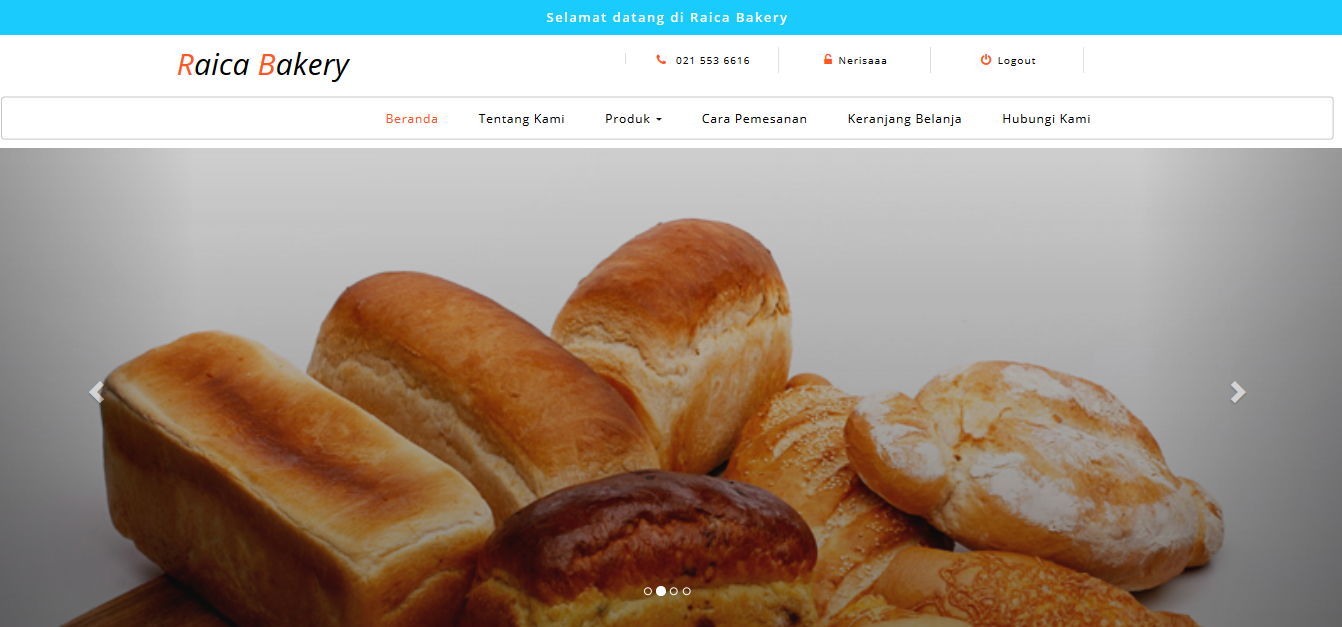 Selamat datang di Raica Bakery
Raica Bakery
021 553 6616
Nerisaaa
Logout
Beranda
Tentang Kami
Produk
Cara Pemesanan
Keranjang Belanja
Hubungi Kami